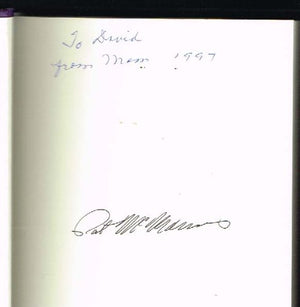 To David
from Mom 1997
Pat McManus